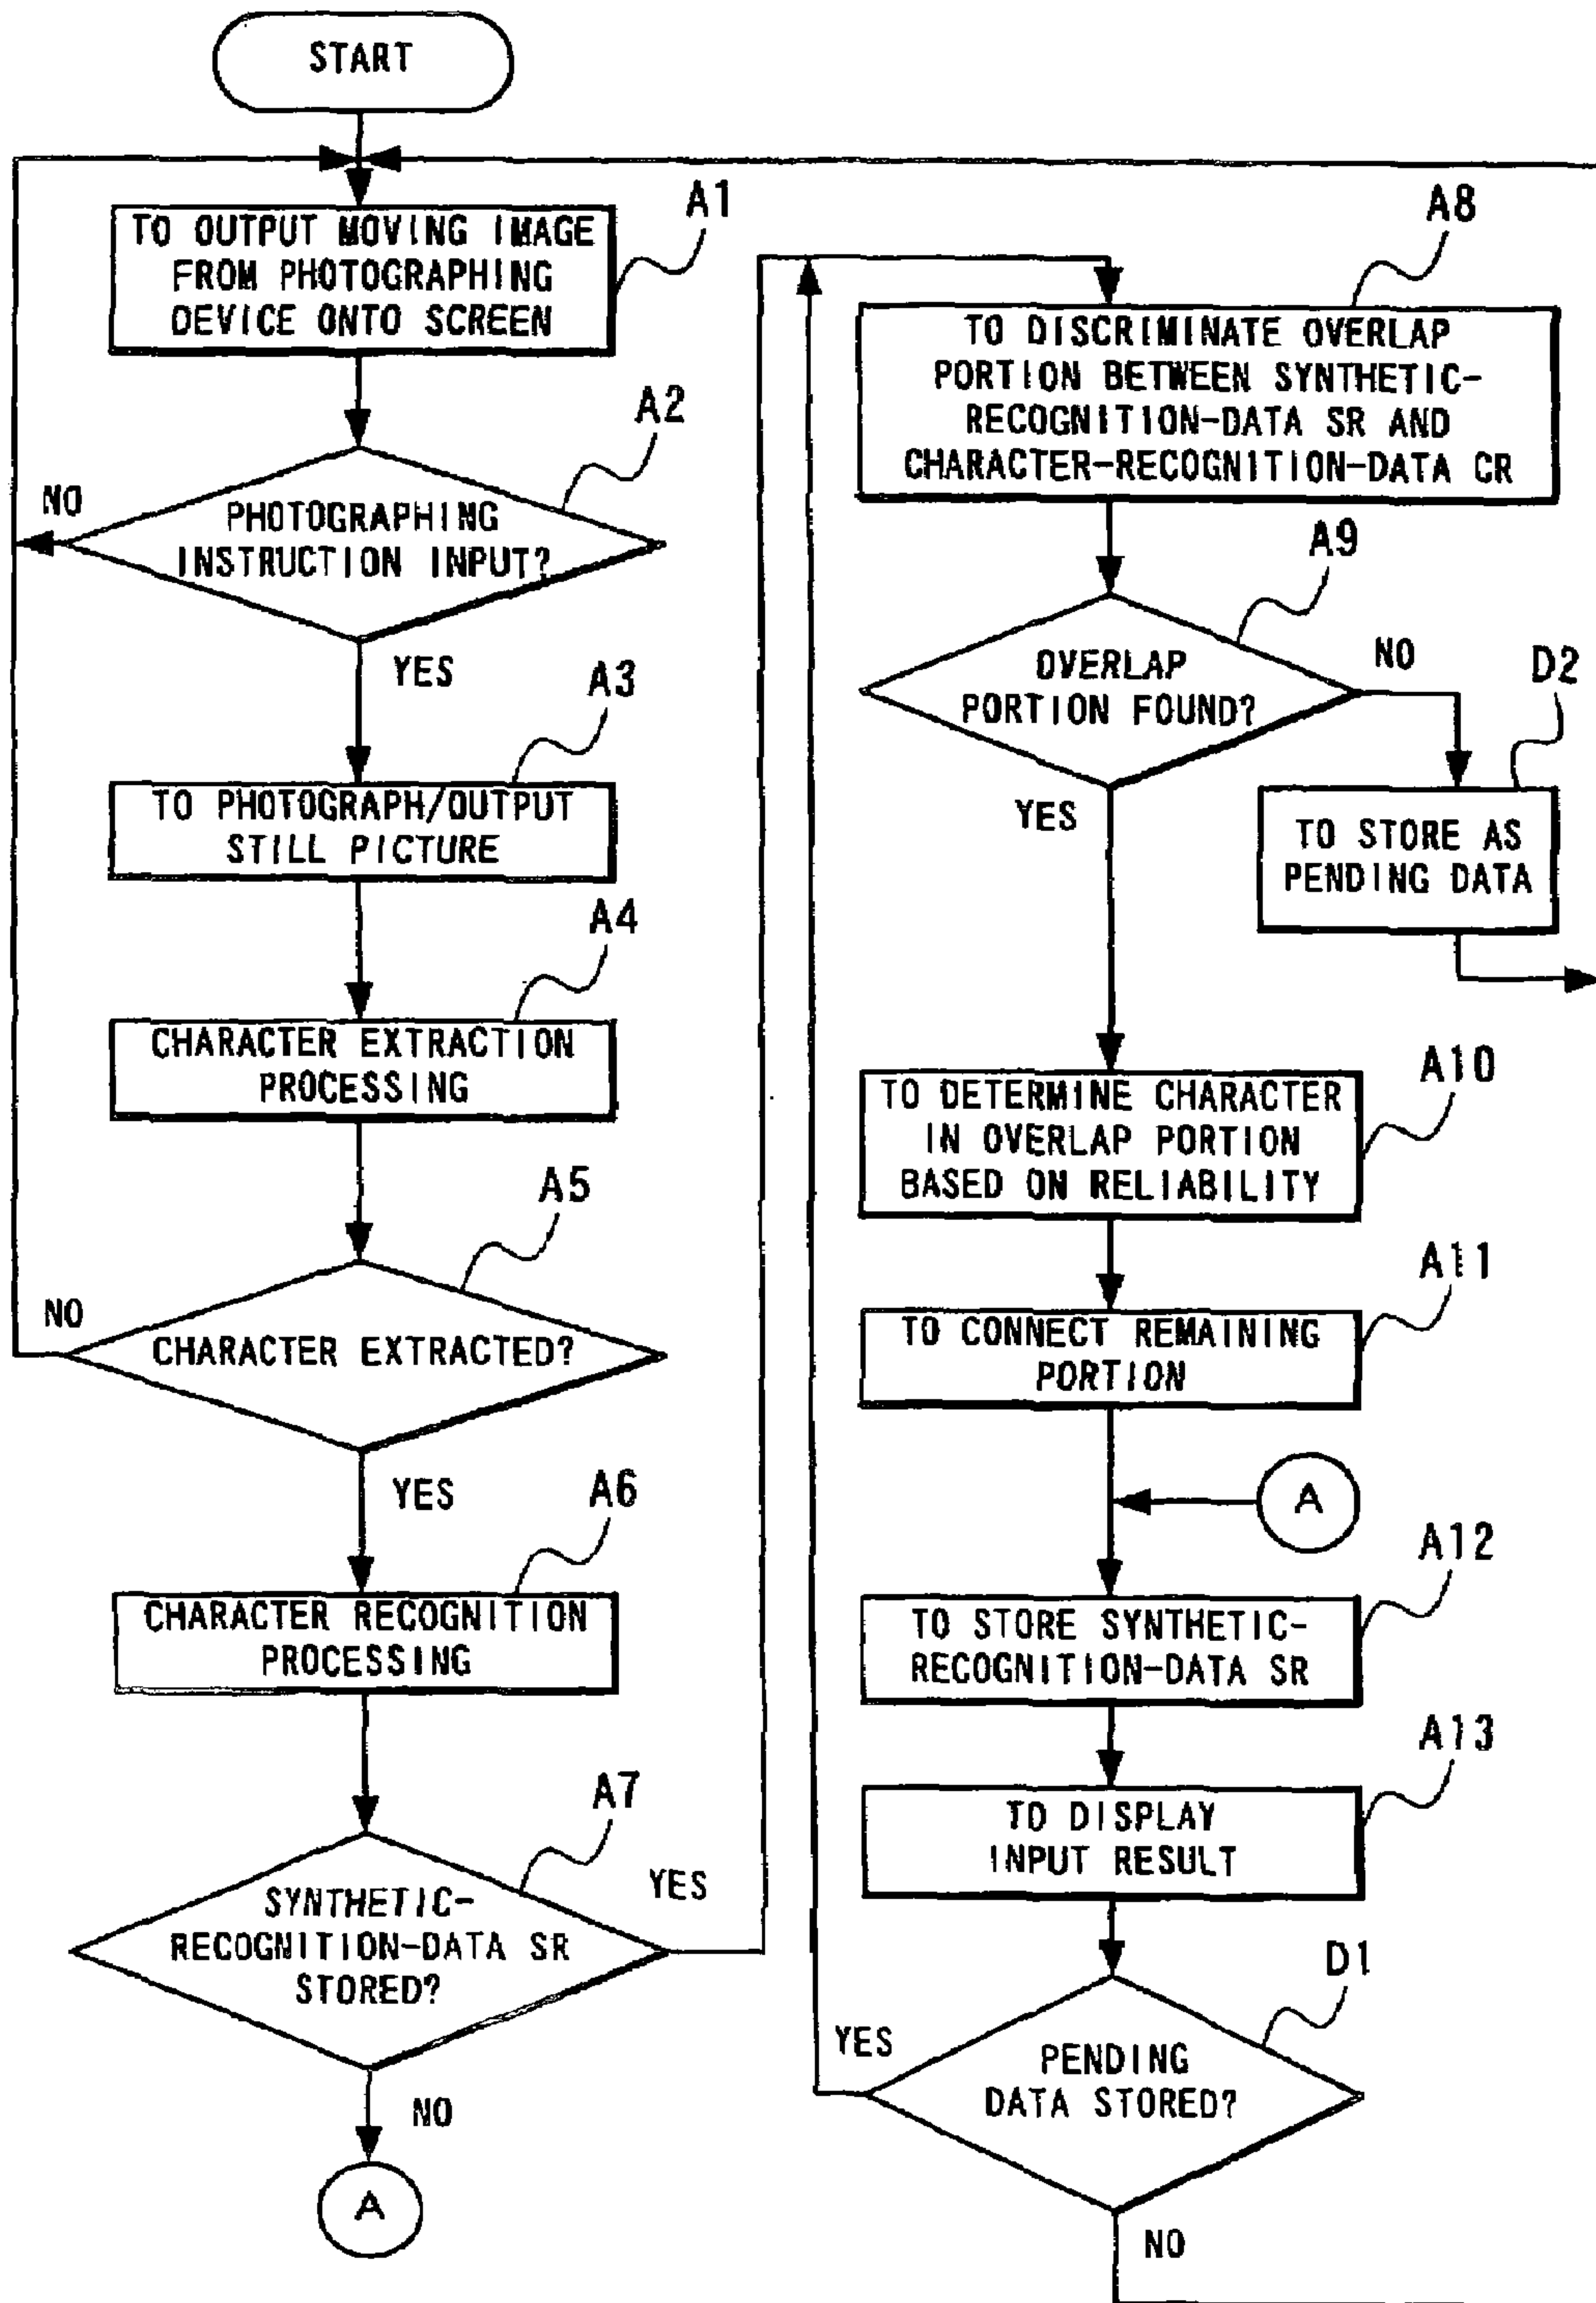 START
A1
TO OUTPUT MOVING IMAGE
FROM PHOTOGRAPHING
DEVICE ONTO SCREEN
A2
NO
PHOTOGRAPHING
INSTRUCTION INPUT?
YES
A3
TO PHOTOGRAPH/OUTPUT
STILL PICTURE
A4
CHARACTER EXTRACTION
PROCESSING
A5
NO
CHARACTER EXTRACTED?
YES
A6
CHARACTER RECOGNITION
PROCESSING
A7
YES
SYNTHETIC-
RECOGNITION-DATA SR
STORED?
NO
A
A8
TO DISCRIMINATE OVERLAP
PORTION BETWEEN SYNTHETIC-
RECOGNITION-DATA SR AND
CHARACTER-RECOGNITION-DATA CR
A9
NO
OVERLAP
PORTION FOUND?
YES
D2
TO STORE AS
PENDING DATA
A10
TO DETERMINE CHARACTER
IN OVERLAP PORTION
BASED ON RELIABILITY
A11
TO CONNECT REMAINING
PORTION
A
A12
TO STORE SYNTHETIC-
RECOGNITION-DATA SR
A13
TO DISPLAY
INPUT RESULT
D1
YES
PENDING
DATA STORED?
NO